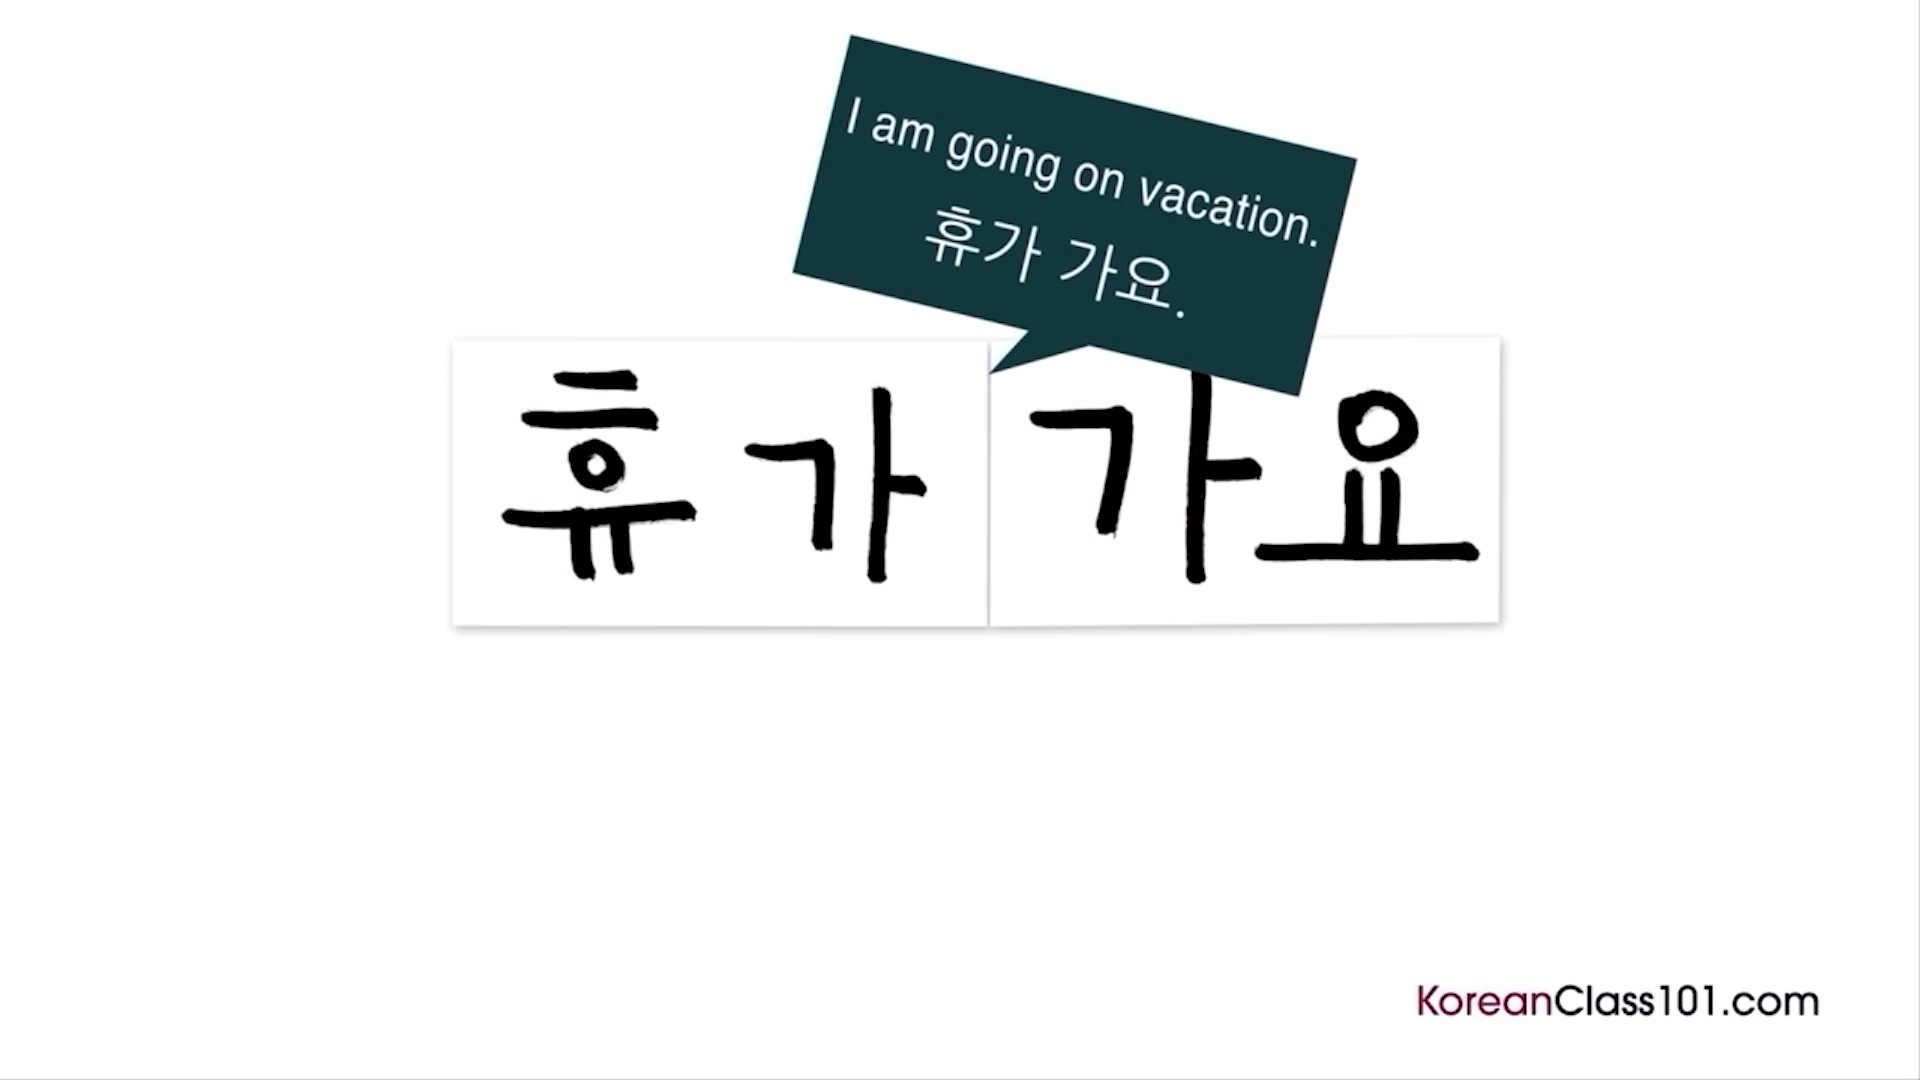 I am going on vacation.
휴가 가요.
휴가 가요
KoreanClass101.com